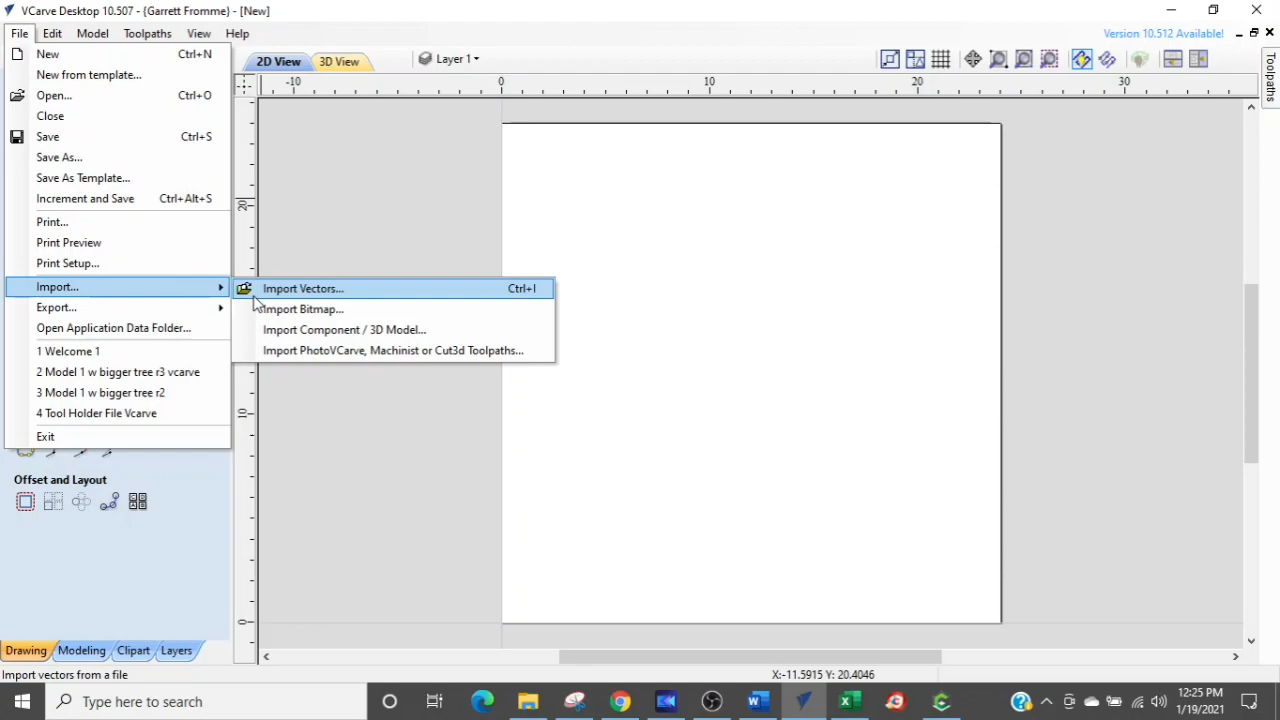 VCarve Desktop 10.507 - {Garrett Fromme} - [New]
File Edit Model Toolpaths View Help
Version 10.512 Available!
New Ctrl+N
New from template...
Open... Ctrl+O
Close
Save Ctrl+S
Save As...
Save As Template...
Increment and Save Ctrl+Alt+S
Print...
Print Preview
Print Setup...
Import...
Export...
Open Application Data Folder...
1 Welcome 1
2 Model 1 w bigger tree r3 vcarve
3 Model 1 w bigger tree r2
4 Tool Holder File Vcarve
Exit
Import Vectors... Ctrl+I
Import Bitmap...
Import Component / 3D Model...
Import PhotoVCarve, Machinist or Cut3d Toolpaths...
2D View 3D View Layer 1
Toolpaths
-10 0 10 20 30
20
10
0
Offset and Layout
Drawing Modeling Clipart Layers
Import vectors from a file
X:-11.5915 Y: 20.4046
Type here to search
12:25 PM
1/19/2021